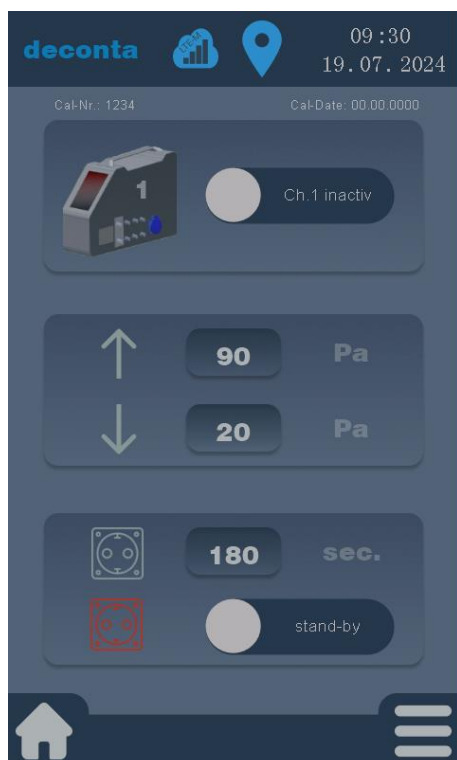 deconta
LTE-M
09:30
19.07.2024
Cal-Nr.: 1234
Cal-Date: 00.00.0000
1
Ch.1 inactiv
90 Pa
20 Pa
180 sec.
stand-by